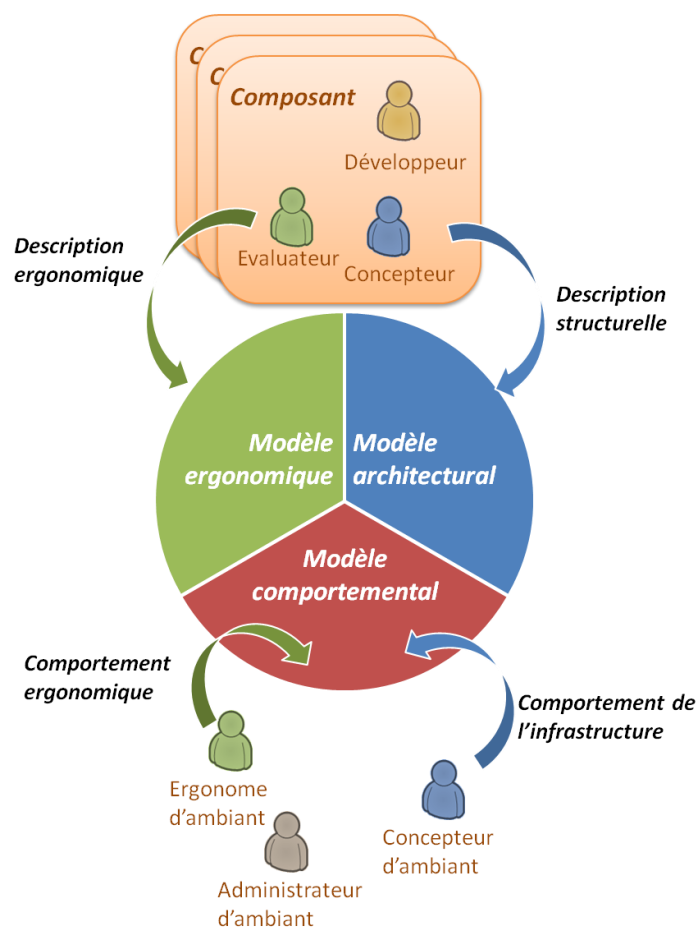 C
C
Composant
Développeur
Evaluateur
Concepteur
Description
ergonomique
Description
structurelle
Modèle
ergonomique
Modèle
architectural
Modèle
comportemental
Comportement
ergonomique
Comportement de
l'infrastructure
Ergonome
d'ambiant
Concepteur
d'ambiant
Administrateur
d'ambiant